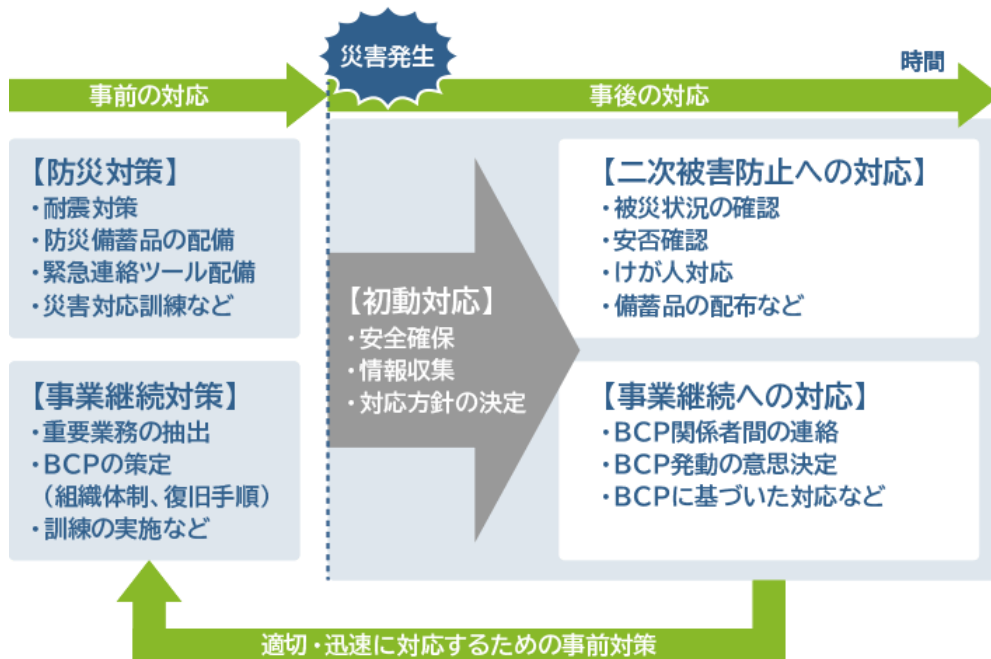 災害発生
時間
事前の対応
事後の対応
【防災対策】
・耐震対策
・防災備蓄品の配備
・緊急連絡ツール配備
・災害対応訓練など
【事業継続対策】
・重要業務の抽出
・BCPの策定
（組織体制、復旧手順）
・訓練の実施など
【初動対応】
・安全確保
・情報収集
・対応方針の決定
【二次被害防止への対応】
・被災状況の確認
・安否確認
・けが人対応
・備蓄品の配布など
【事業継続への対応】
・BCP関係者間の連絡
・BCP発動の意思決定
・BCPに基づいた対応など
適切・迅速に対応するための事前対策